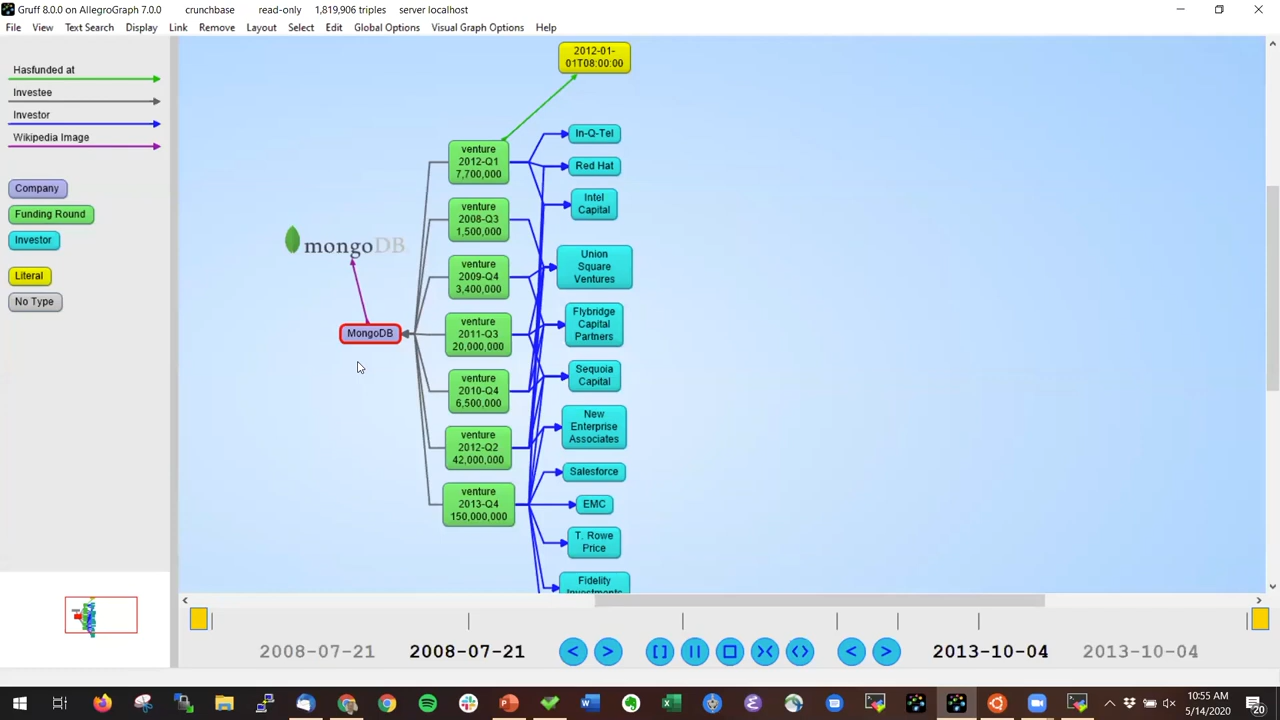 Gruff 8.0.0 on AllegroGraph 7.0.0 crunchbase read-only 1,819,906 triples server localhost
File View Text Search Display Link Remove Layout Select Edit Global Options Visual Graph Options Help
Hasfunded at
Investee
Investor
Wikipedia Image
Company
Funding Round
Investor
Literal
No Type
2012-01-
01T08:00:00
mongoDB
MongoDB
venture
2012-Q1
7,700,000
venture
2008-Q3
1,500,000
venture
2009-Q4
3,400,000
venture
2011-Q3
20,000,000
venture
2010-Q4
6,500,000
venture
2012-Q2
42,000,000
venture
2013-Q4
150,000,000
In-Q-Tel
Red Hat
Intel
Capital
Union
Square
Ventures
Flybridge
Capital
Partners
Sequoia
Capital
New
Enterprise
Associates
Salesforce
EMC
T. Rowe
Price
Fidelity
Investments
2008-07-21 2008-07-21 < > [ ] || >< <> < > 2013-10-04 2013-10-04
10:55 AM
5/14/2020
20